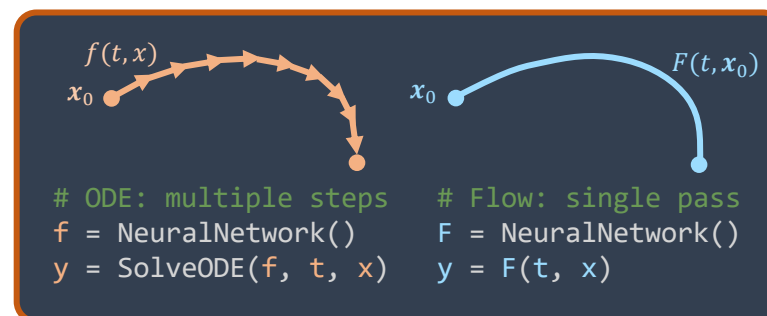 f(t, x)
x₀
# ODE: multiple steps
f = NeuralNetwork()
y = SolveODE(f, t, x)
F(t, x₀)
x₀
# Flow: single pass
F = NeuralNetwork()
y = F(t, x)